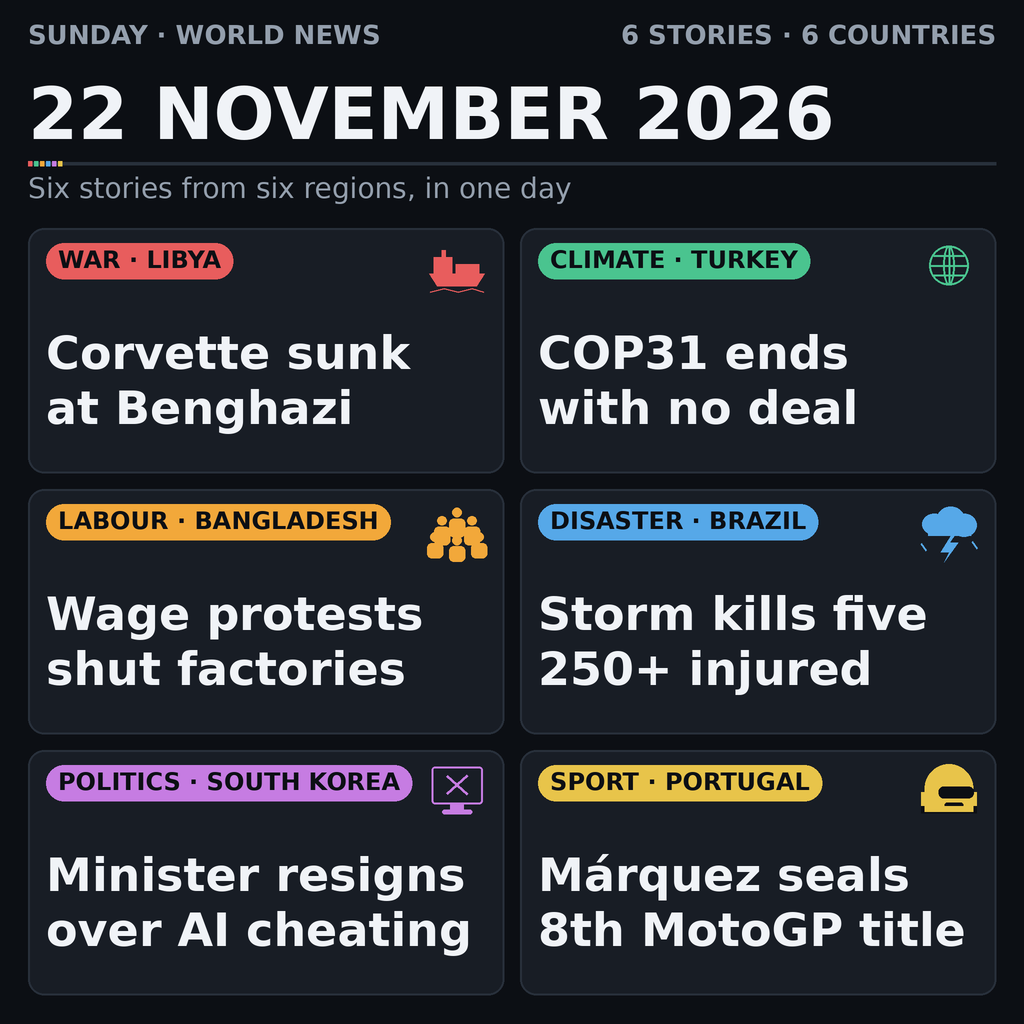 SUNDAY · WORLD NEWS
6 STORIES · 6 COUNTRIES
22 NOVEMBER 2026
Six stories from six regions, in one day
WAR · LIBYA
Corvette sunk
at Benghazi
CLIMATE · TURKEY
COP31 ends
with no deal
LABOUR · BANGLADESH
Wage protests
shut factories
DISASTER · BRAZIL
Storm kills five
250+ injured
POLITICS · SOUTH KOREA
Minister resigns
over AI cheating
SPORT · PORTUGAL
Márquez seals
8th MotoGP title